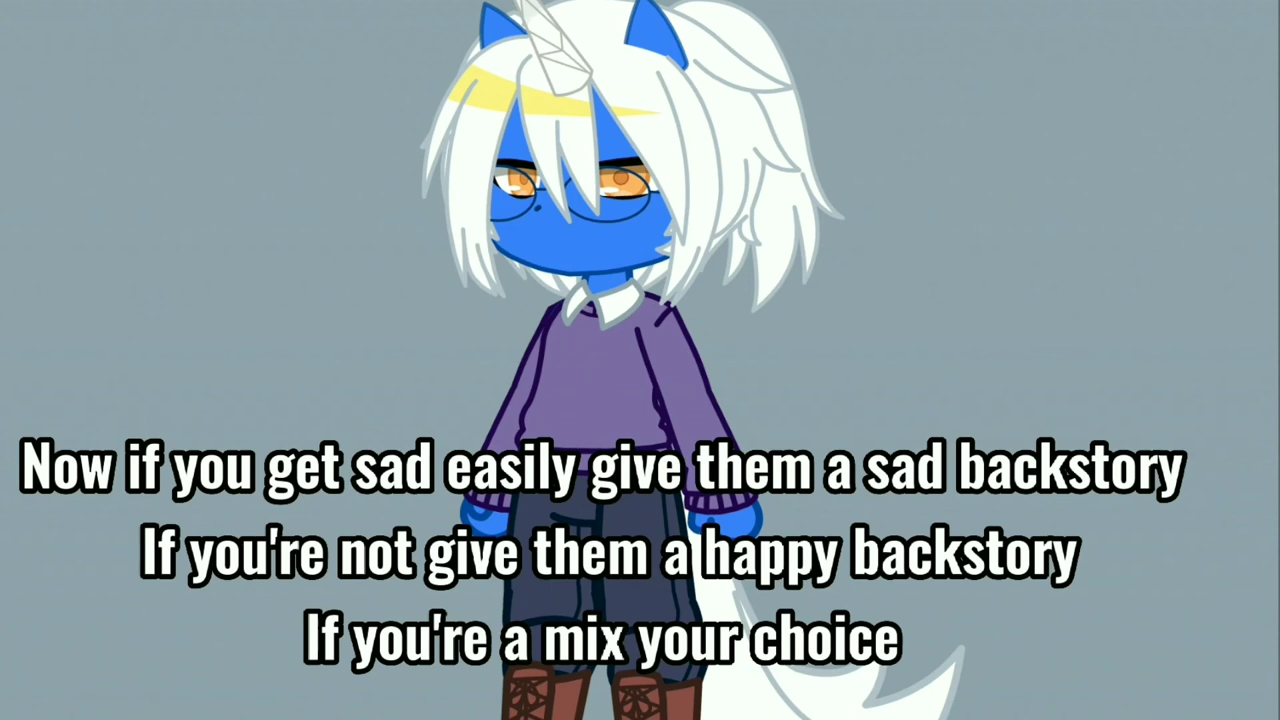 Now if you get sad easily give them a sad backstory
If you're not give them a happy backstory
If you're a mix your choice